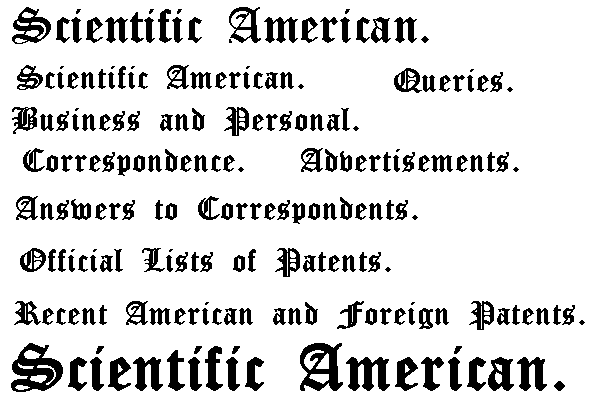 Scientific American.
Scientific American. Queries.
Business and Personal.
Correspondence. Advertisements.
Answers to Correspondents.
Official Lists of Patents.
Recent American and Foreign Patents.
Scientific American.